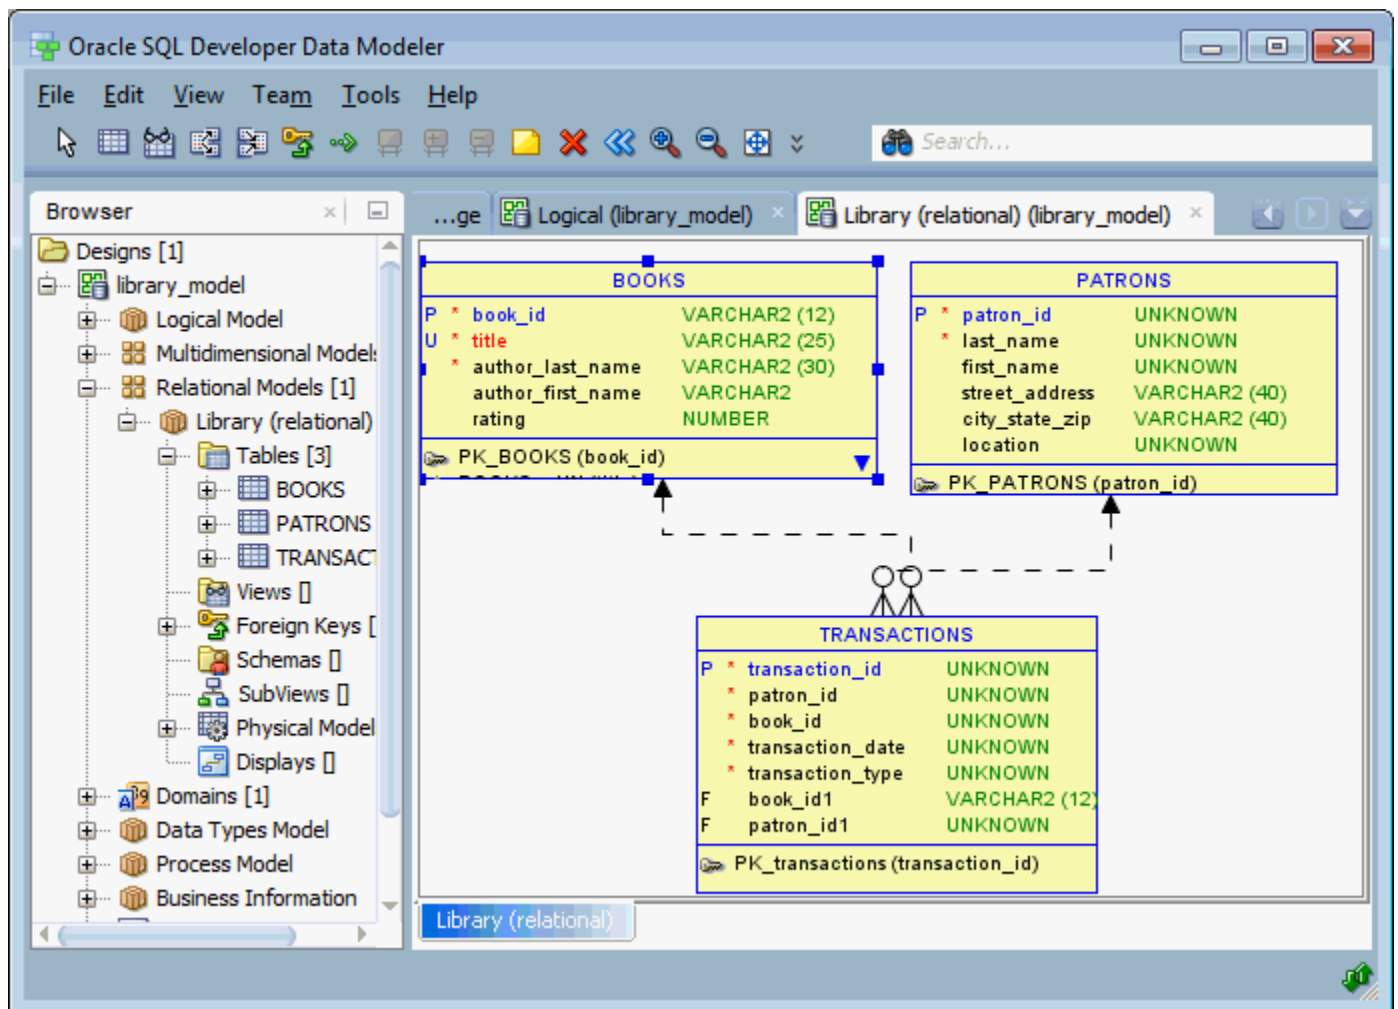 Oracle SQL Developer Data Modeler
File Edit View Team Tools Help
Search...
Browser
Designs [1]
library_model
Logical Model
Multidimensional Models
Relational Models [1]
Library (relational)
Tables [3]
BOOKS
PATRONS
TRANSACT
Views []
Foreign Keys [
Schemas []
SubViews []
Physical Model
Displays []
Domains [1]
Data Types Model
Process Model
Business Information
...ge Logical (library_model) Library (relational) (library_model)
BOOKS
P * book_id VARCHAR2 (12)
U * title VARCHAR2 (25)
* author_last_name VARCHAR2 (30)
author_first_name VARCHAR2
rating NUMBER
PK_BOOKS (book_id)
PATRONS
P * patron_id UNKNOWN
* last_name UNKNOWN
first_name UNKNOWN
street_address VARCHAR2 (40)
city_state_zip VARCHAR2 (40)
location UNKNOWN
PK_PATRONS (patron_id)
TRANSACTIONS
P * transaction_id UNKNOWN
* patron_id UNKNOWN
* book_id UNKNOWN
* transaction_date UNKNOWN
* transaction_type UNKNOWN
F book_id1 VARCHAR2 (12)
F patron_id1 UNKNOWN
PK_transactions (transaction_id)
Library (relational)